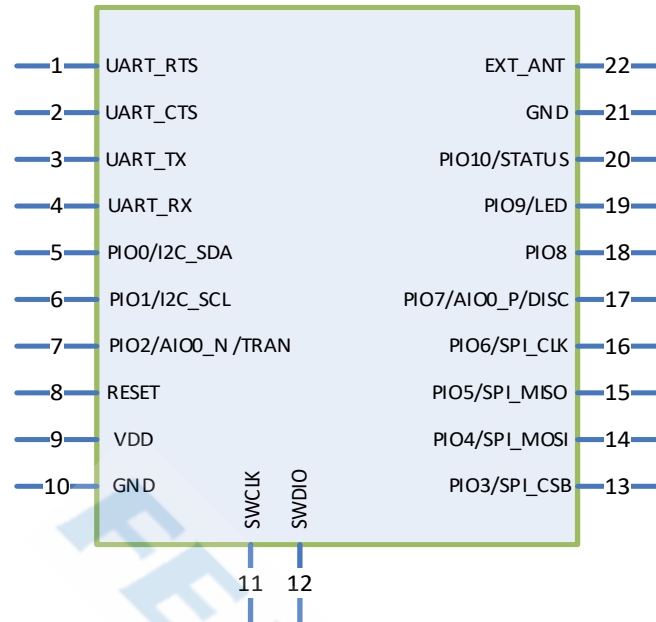 1 UART_RTS EXT_ANT 22
2 UART_CTS GND 21
3 UART_TX PIO10/STATUS 20
4 UART_RX PIO9/LED 19
5 PIO0/I2C_SDA PIO8 18
6 PIO1/I2C_SCL PIO7/AIO0_P/DISC 17
7 PIO2/AIO0_N /TRAN PIO6/SPI_CLK 16
8 RESET PIO5/SPI_MISO 15
9 VDD PIO4/SPI_MOSI 14
10 GND PIO3/SPI_CSB 13
SWCLK SWDIO
11 12